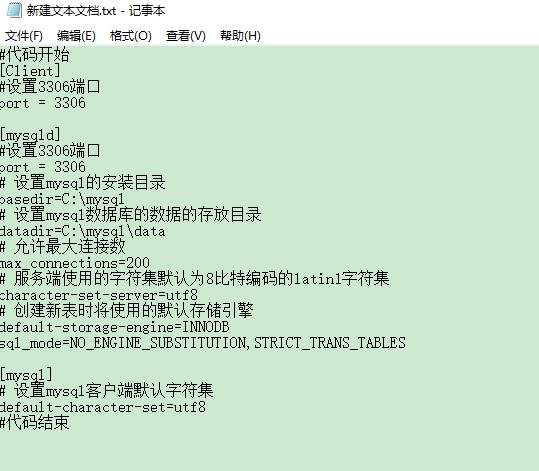 新建文本文档.txt - 记事本
文件(F) 编辑(E) 格式(O) 查看(V) 帮助(H)
#代码开始
[Client]
#设置3306端口
port = 3306
[mysqld]
#设置3306端口
port = 3306
# 设置mysql的安装目录
basedir=C:\mysql
# 设置mysql数据库的数据的存放目录
datadir=C:\mysql\data
# 允许最大连接数
max_connections=200
# 服务端使用的字符集默认为8比特编码的latin1字符集
character-set-server=utf8
# 创建新表时将使用的默认存储引擎
default-storage-engine=INNODB
sql_mode=NO_ENGINE_SUBSTITUTION,STRICT_TRANS_TABLES
[mysql]
# 设置mysql客户端默认字符集
default-character-set=utf8
#代码结束